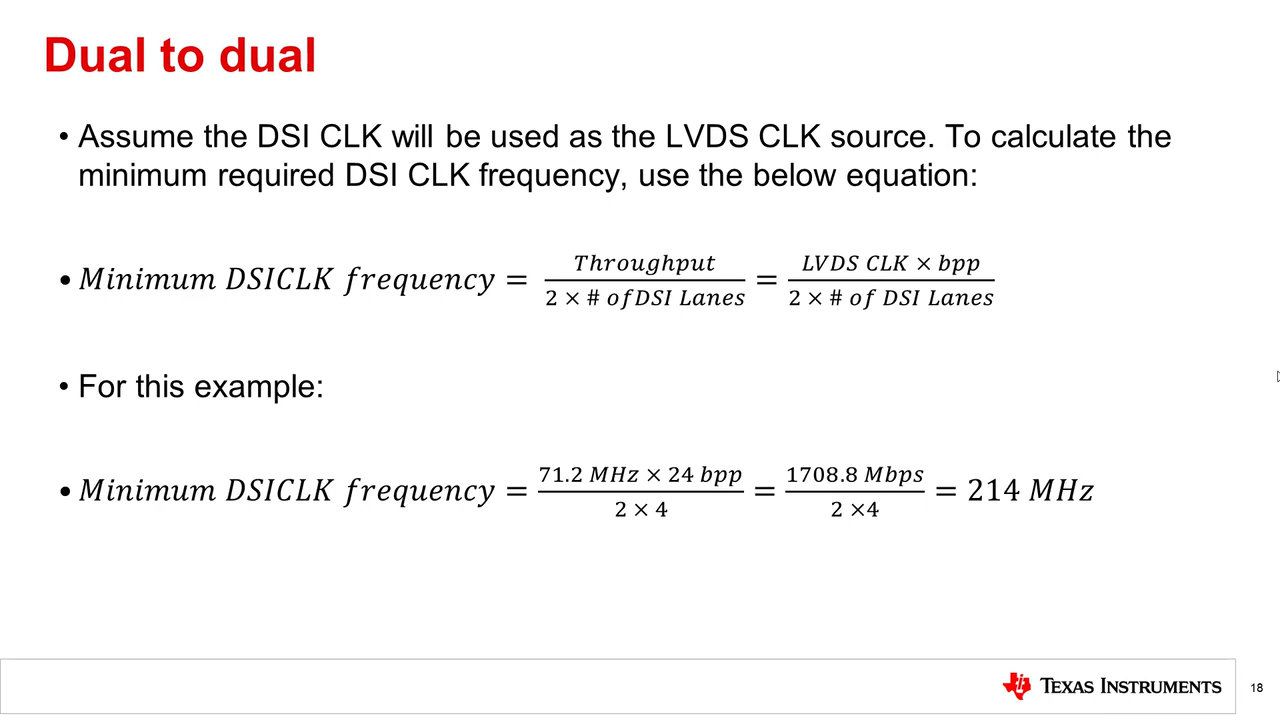 Dual to dual
• Assume the DSI CLK will be used as the LVDS CLK source. To calculate the
minimum required DSI CLK frequency, use the below equation:
• Minimum DSICLK frequency = Throughput / 2 × # ofDSI Lanes = LVDS CLK × bpp / 2 × # of DSI Lanes
• For this example:
• Minimum DSICLK frequency = 71.2 MHz × 24 bpp / 2 × 4 = 1708.8 Mbps / 2 ×4 = 214 MHz
TEXAS INSTRUMENTS
18